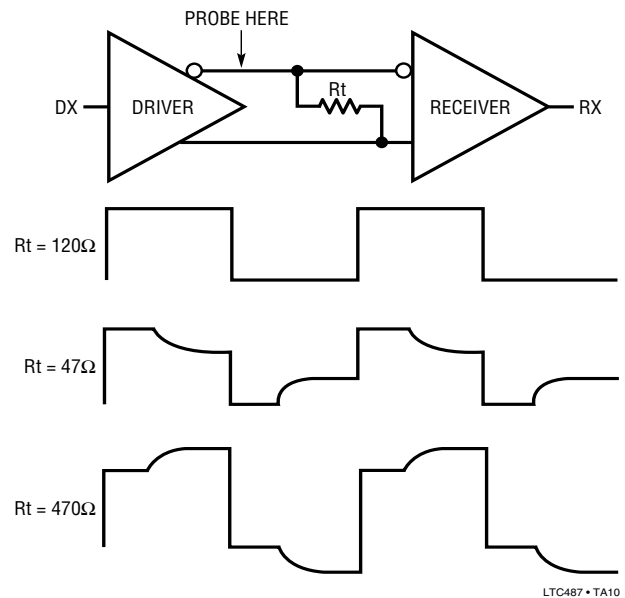 PROBE HERE
Rt
DX
DRIVER
RECEIVER
RX
Rt = 120Ω
Rt = 47Ω
Rt = 470Ω
LTC487 • TA10